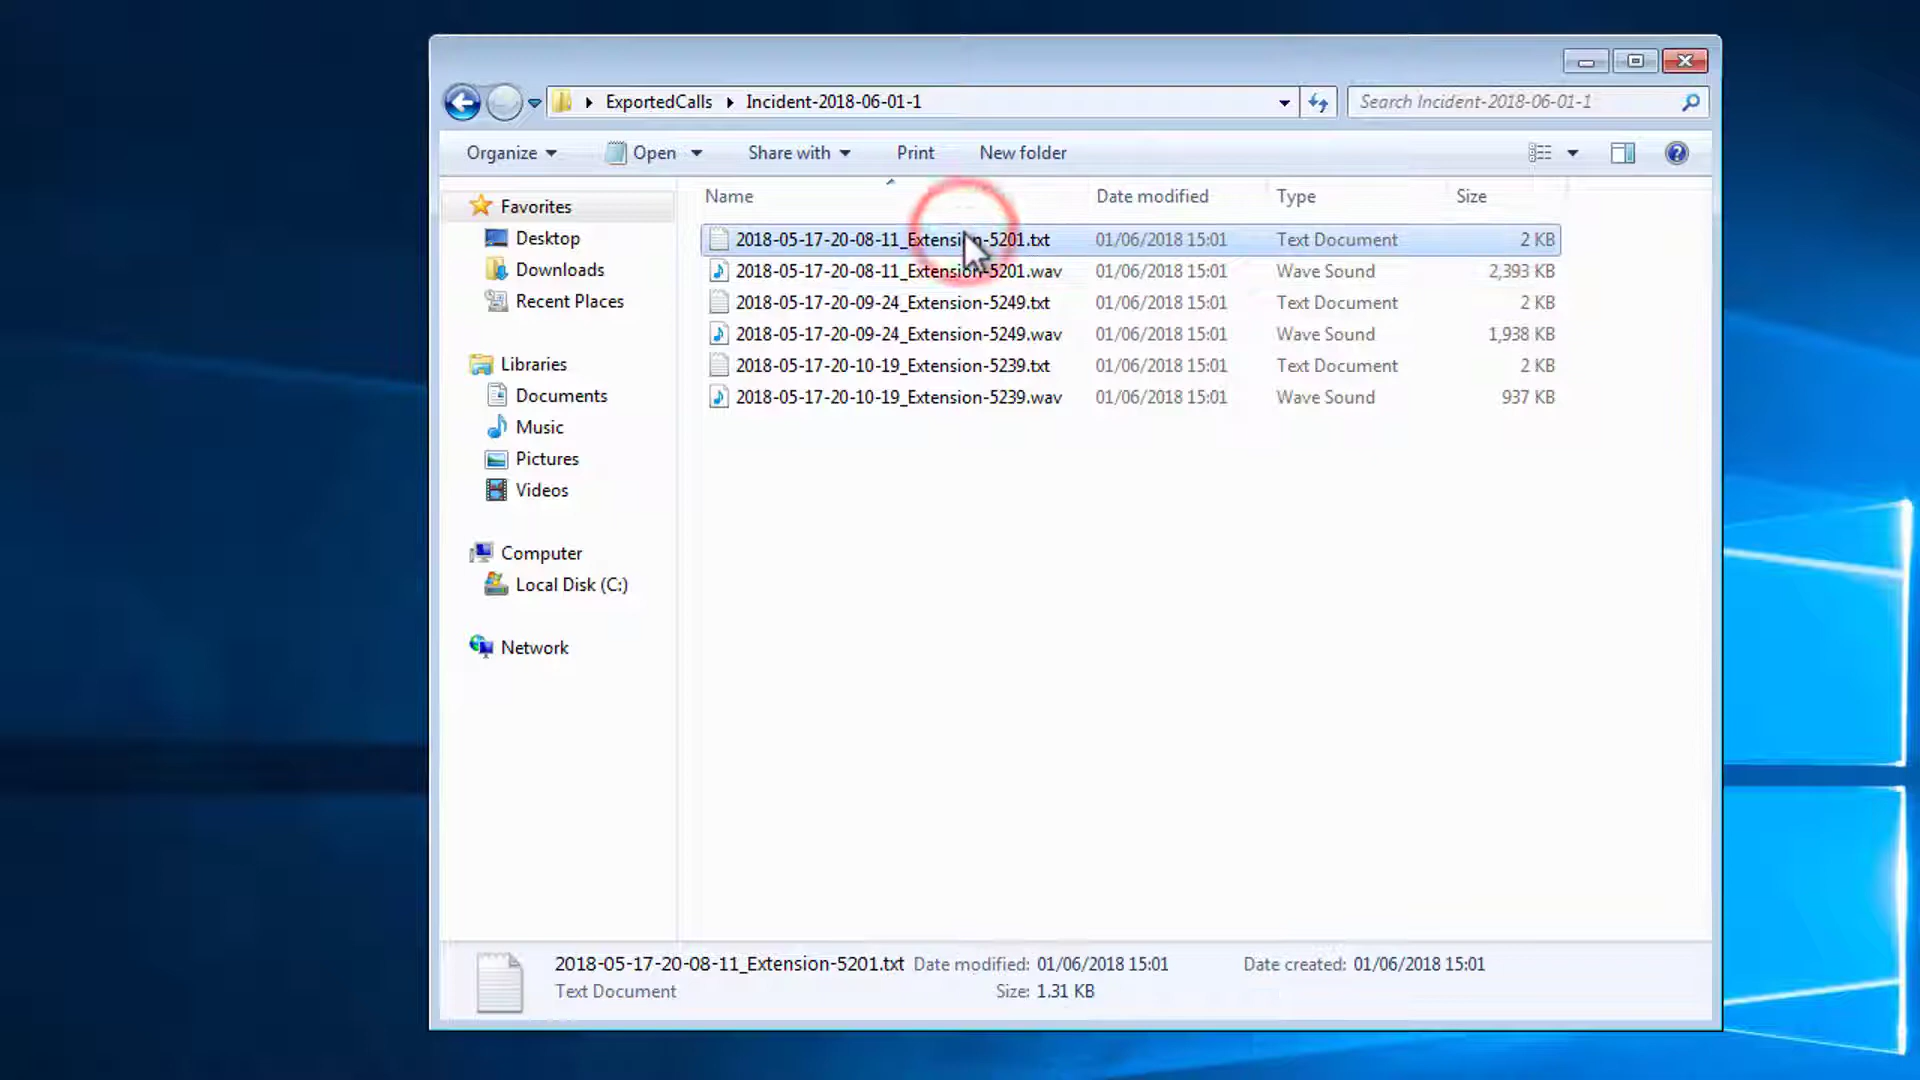 ExportedCalls Incident-2018-06-01-1 Search Incident-2018-06-01-1
Organize Open Share with Print New folder
Name Date modified Type Size
Favorites
Desktop
Downloads
Recent Places
Libraries
Documents
Music
Pictures
Videos
Computer
Local Disk (C:)
Network
2018-05-17-20-08-11_Extension-5201.txt 01/06/2018 15:01 Text Document 2 KB
2018-05-17-20-08-11_Extension-5201.wav 01/06/2018 15:01 Wave Sound 2,393 KB
2018-05-17-20-09-24_Extension-5249.txt 01/06/2018 15:01 Text Document 2 KB
2018-05-17-20-09-24_Extension-5249.wav 01/06/2018 15:01 Wave Sound 1,938 KB
2018-05-17-20-10-19_Extension-5239.txt 01/06/2018 15:01 Text Document 2 KB
2018-05-17-20-10-19_Extension-5239.wav 01/06/2018 15:01 Wave Sound 937 KB
2018-05-17-20-08-11_Extension-5201.txt Date modified: 01/06/2018 15:01 Date created: 01/06/2018 15:01
Text Document Size: 1.31 KB